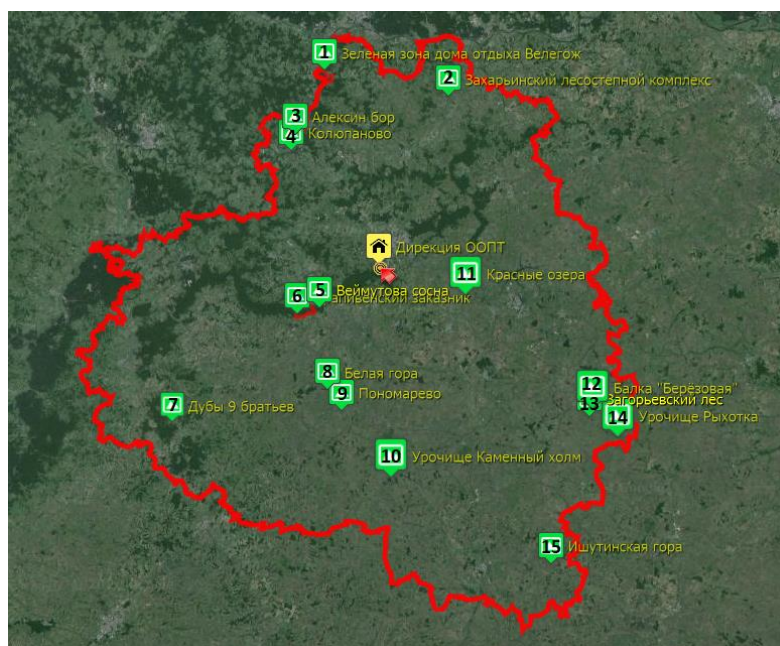 1 Зеленая зона дома отдыха Велегож
2 Захарьинский лесостепной комплекс
3 Алексин бор
4 Колюпаново
Дирекция ООПТ
11 Красные озера
5 Веймутова сосна
6 заказник
8 Белая гора
9 Пономарево
7 Дубы 9 братьев
12 Балка "Берёзовая"
13 Загорьевский лес
14 Урочище Рыхотка
10 Урочище Каменный холм
15 Ишутинская гора